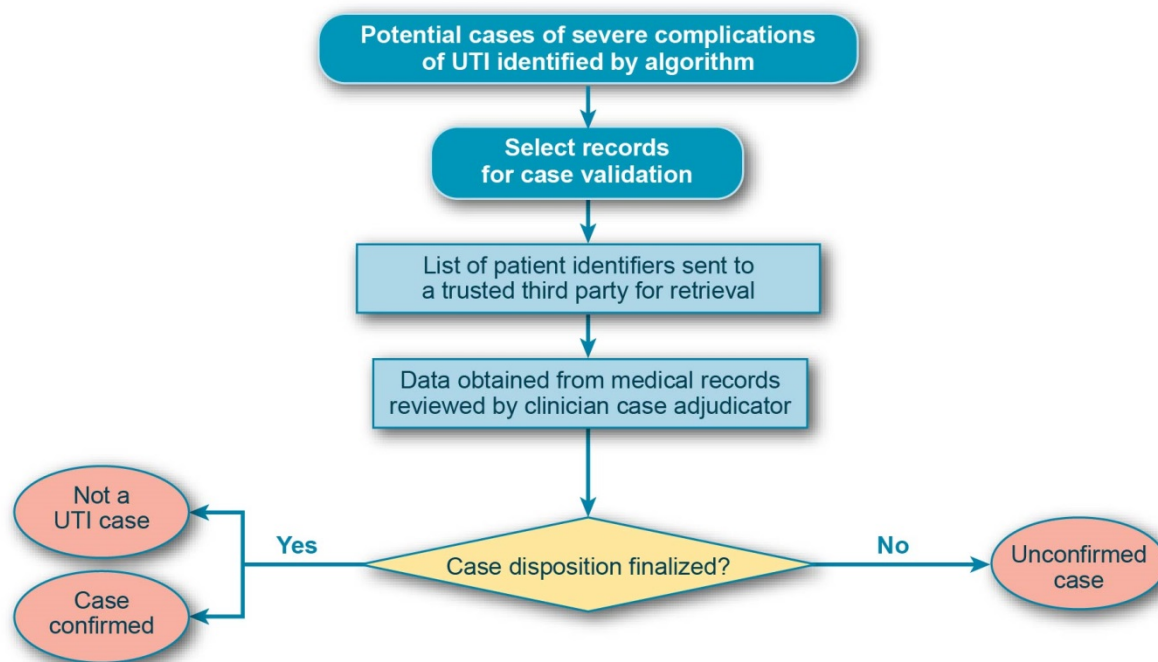 Potential cases of severe complications
of UTI identified by algorithm
Select records
for case validation
List of patient identifiers sent to
a trusted third party for retrieval
Data obtained from medical records
reviewed by clinician case adjudicator
Not a
UTI case
Yes
Case disposition finalized?
No
Unconfirmed
case
Case
confirmed